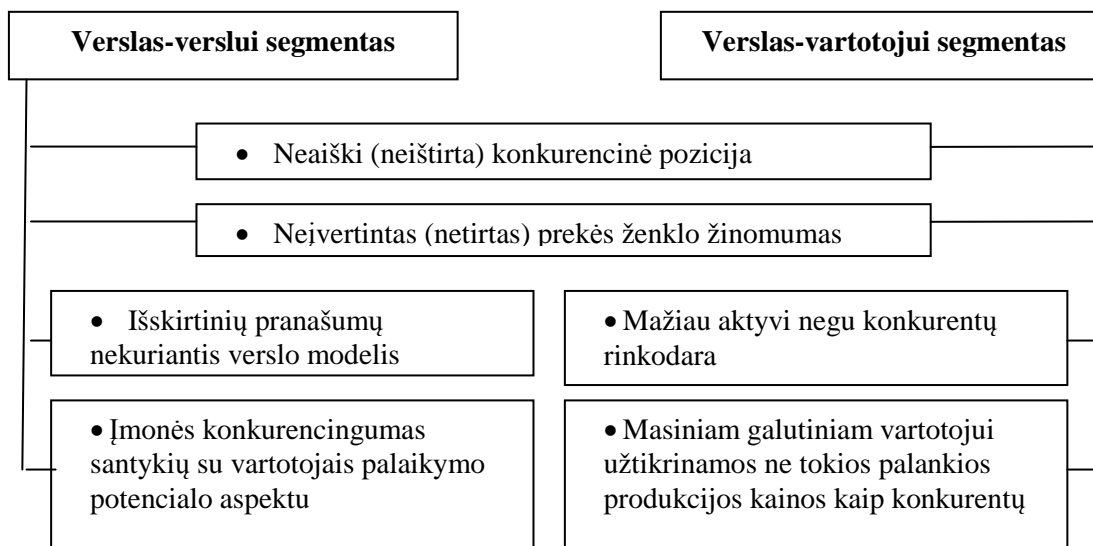 Verslas-verslui segmentas
Verslas-vartotojui segmentas
• Neaiški (neištirta) konkurencinė pozicija
• Neįvertintas (netirtas) prekės ženklo žinomumas
• Išskirtinių pranašumų
nekuriantis verslo modelis
• Mažiau aktyvi negu konkurentų
rinkodara
• Įmonės konkurencingumas
santykių su vartotojais palaikymo
potencialo aspektu
• Masiniam galutiniam vartotojui
užtikrinamos ne tokios palankios
produkcijos kainos kaip konkurentų